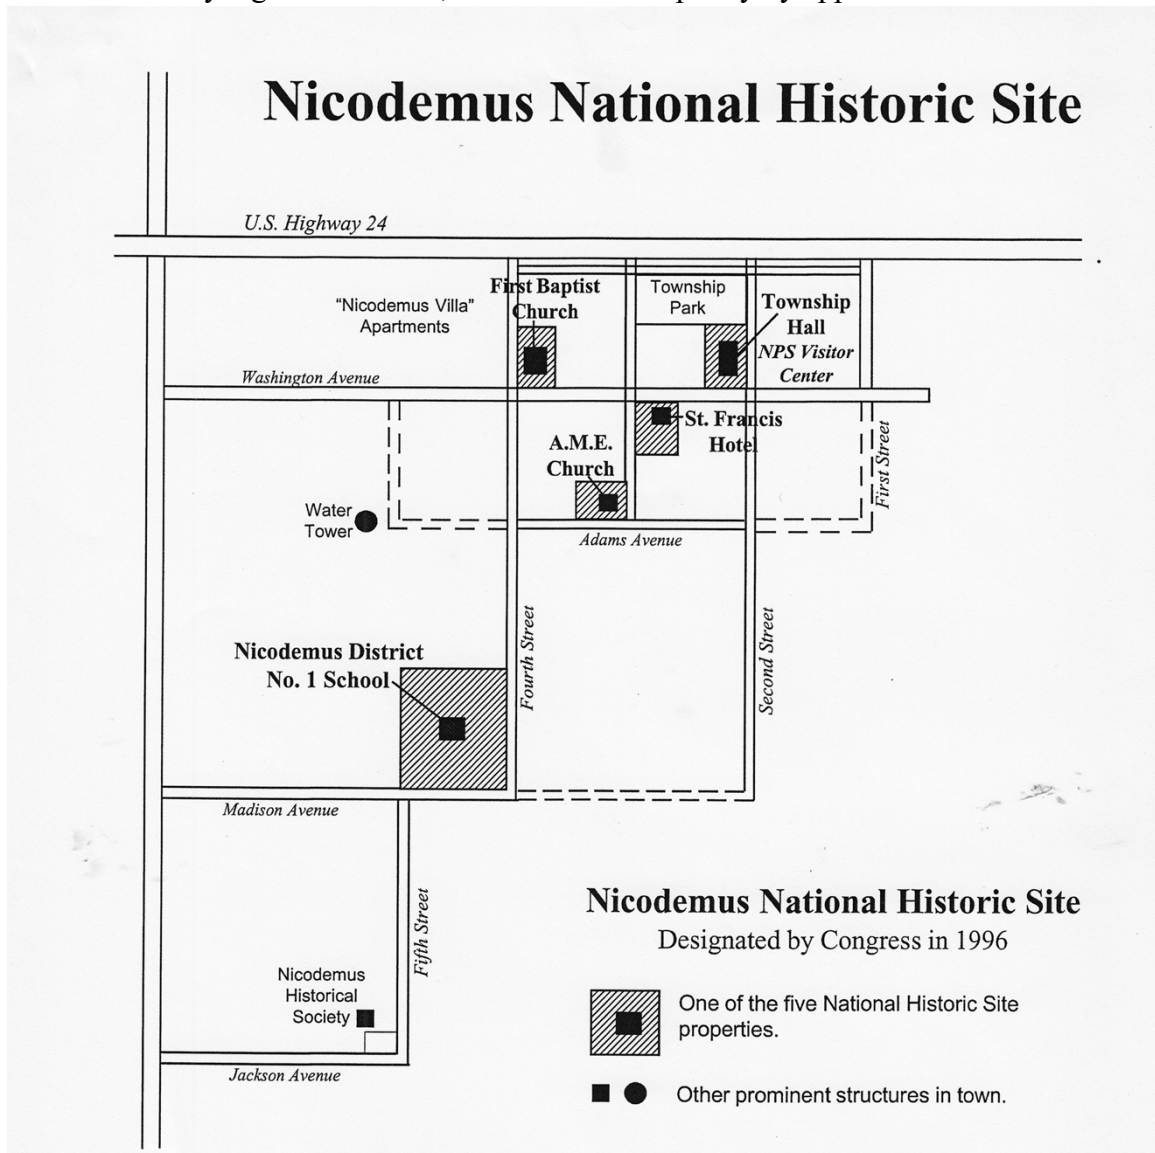 Nicodemus National Historic Site
U.S. Highway 24
"Nicodemus Villa"
Apartments
First Baptist
Church
Township
Park
Township
Hall
NPS Visitor
Center
Washington Avenue
St. Francis
Hotel
A.M.E.
Church
First Street
Water
Tower
Adams Avenue
Nicodemus District
No. 1 School
Fourth Street
Second Street
Madison Avenue
Fifth Street
Nicodemus
Historical
Society
Jackson Avenue
Nicodemus National Historic Site
Designated by Congress in 1996
One of the five National Historic Site
properties.
Other prominent structures in town.